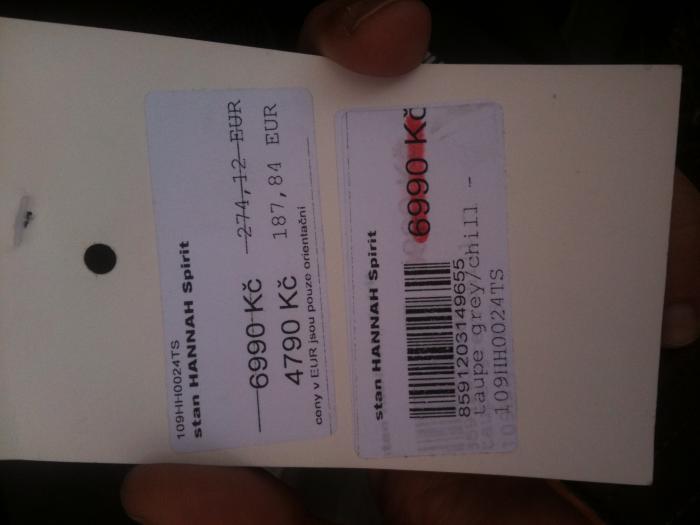 109HH0024TS
stan HANNAH Spirit
6990 Kč 274,12 EUR
4790 Kč 187,84 EUR
ceny v EUR jsou pouze orientační
stan HANNAH Spirit
6990 Kč
8591203149655
taupe grey/chill -
109HH0024TS